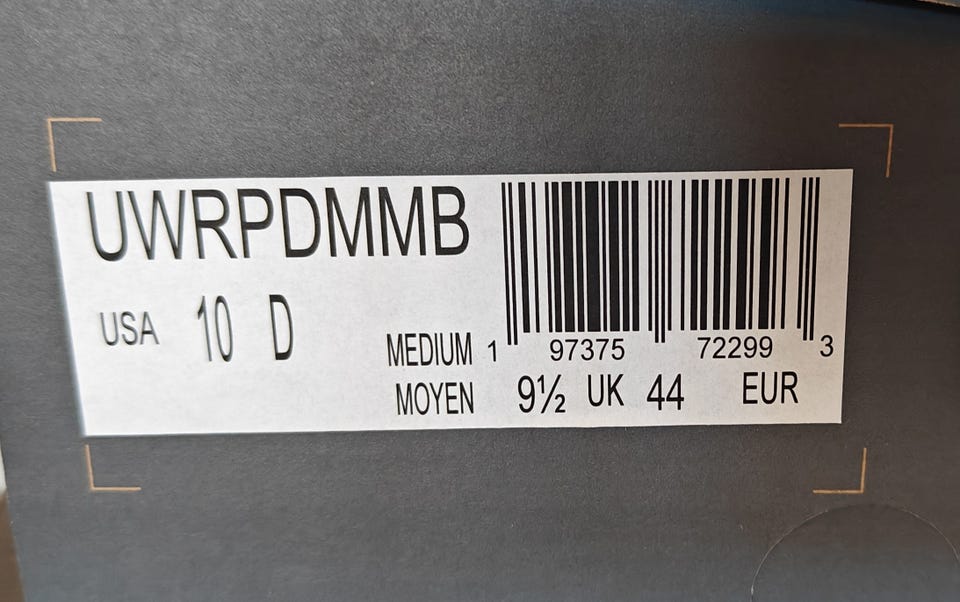 UWRPDMMB
USA 10 D
MEDIUM 1 97375 72299 3
MOYEN 9½ UK 44 EUR